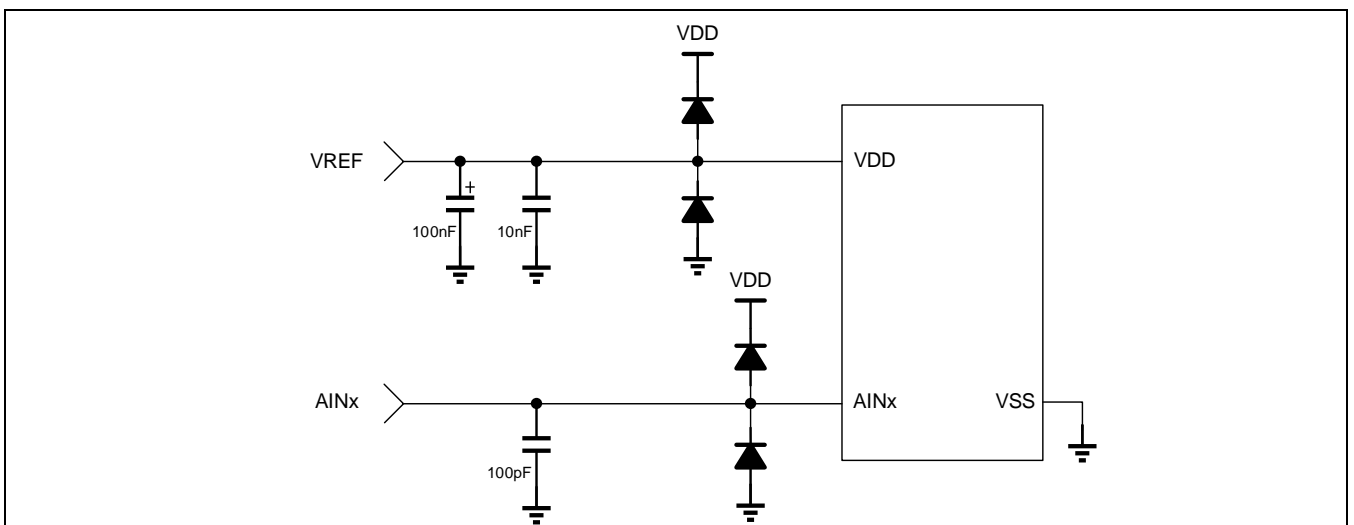 VDD
VREF
VDD
+
100nF
10nF
VDD
AINx
AINx
VSS
100pF